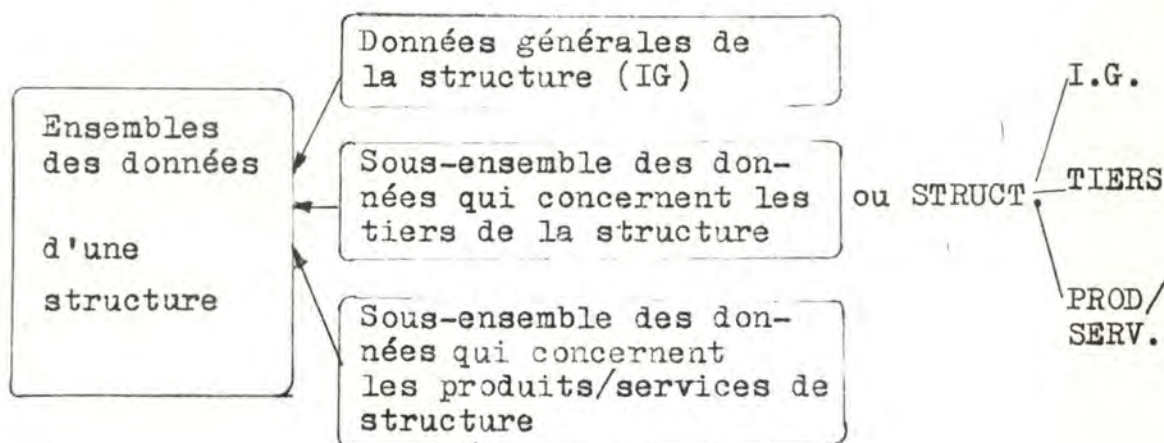 Ensembles
des données
d'une
structure
Données générales de
la structure (IG)
Sous-ensemble des don-
nées qui concernent les
tiers de la structure
Sous-ensemble des don-
nées qui concernent
les produits/services de
structure
ou STRUCT.
I.G.
TIERS
PROD/
SERV.